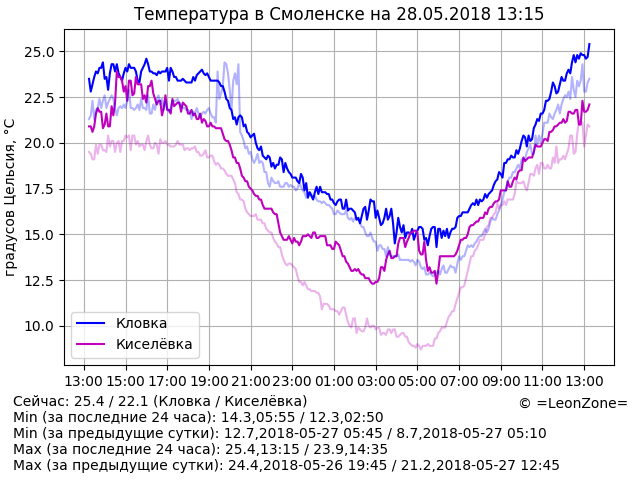 Температура в Смоленске на 28.05.2018 13:15
градусов Цельсия, °C
25.0
22.5
20.0
17.5
15.0
12.5
10.0
Кловка
Киселёвка
13:00 15:00 17:00 19:00 21:00 23:00 01:00 03:00 05:00 07:00 09:00 11:00 13:00
Сейчас: 25.4 / 22.1 (Кловка / Киселёвка)
© =LeonZone=
Min (за последние 24 часа): 14.3,05:55 / 12.3,02:50
Min (за предыдущие сутки): 12.7,2018-05-27 05:45 / 8.7,2018-05-27 05:10
Max (за последние 24 часа): 25.4,13:15 / 23.9,14:35
Max (за предыдущие сутки): 24.4,2018-05-26 19:45 / 21.2,2018-05-27 12:45